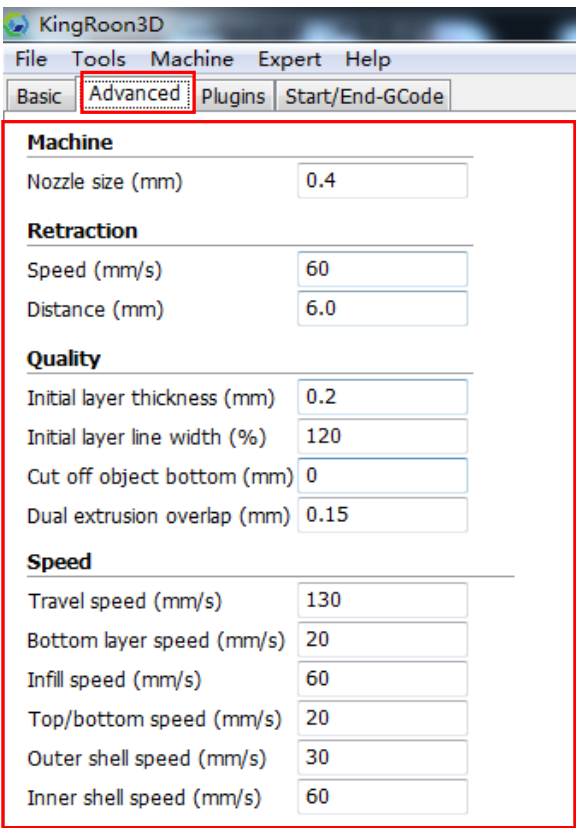 KingRoon3D
File Tools Machine Expert Help
Basic Advanced Plugins Start/End-GCode
Machine
Nozzle size (mm) 0.4
Retraction
Speed (mm/s) 60
Distance (mm) 6.0
Quality
Initial layer thickness (mm) 0.2
Initial layer line width (%) 120
Cut off object bottom (mm) 0
Dual extrusion overlap (mm) 0.15
Speed
Travel speed (mm/s) 130
Bottom layer speed (mm/s) 20
Infill speed (mm/s) 60
Top/bottom speed (mm/s) 20
Outer shell speed (mm/s) 30
Inner shell speed (mm/s) 60